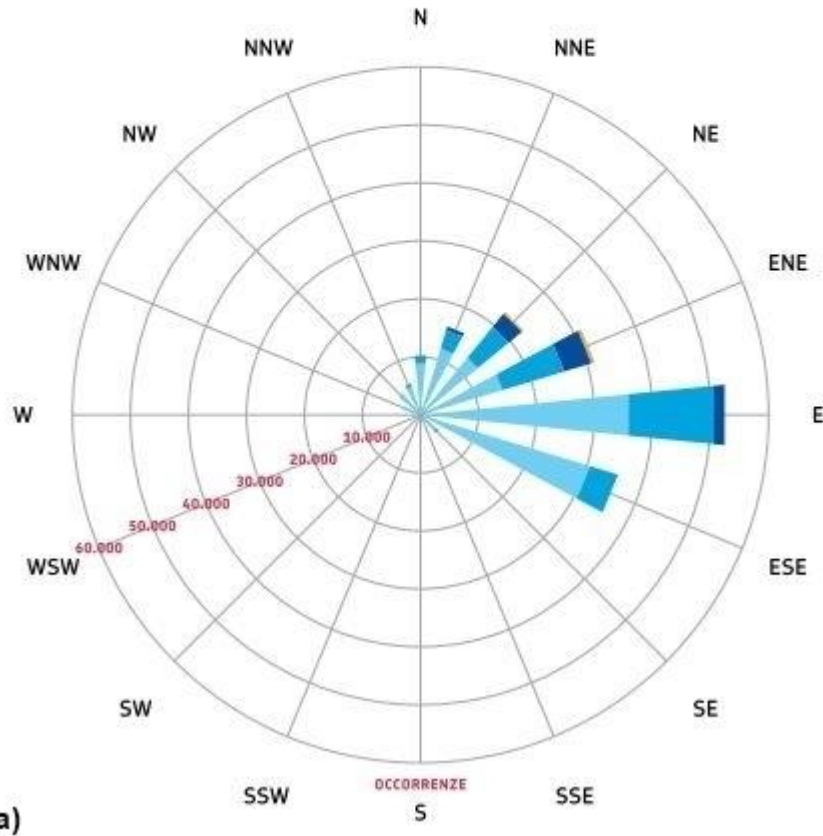 N
NNW
NNE
NW
NE
WNW
ENE
W
E
10.000
20.000
30.000
40.000
50.000
60.000
WSW
ESE
SW
SE
OCCORRENZE
SSW
SSE
S
a)